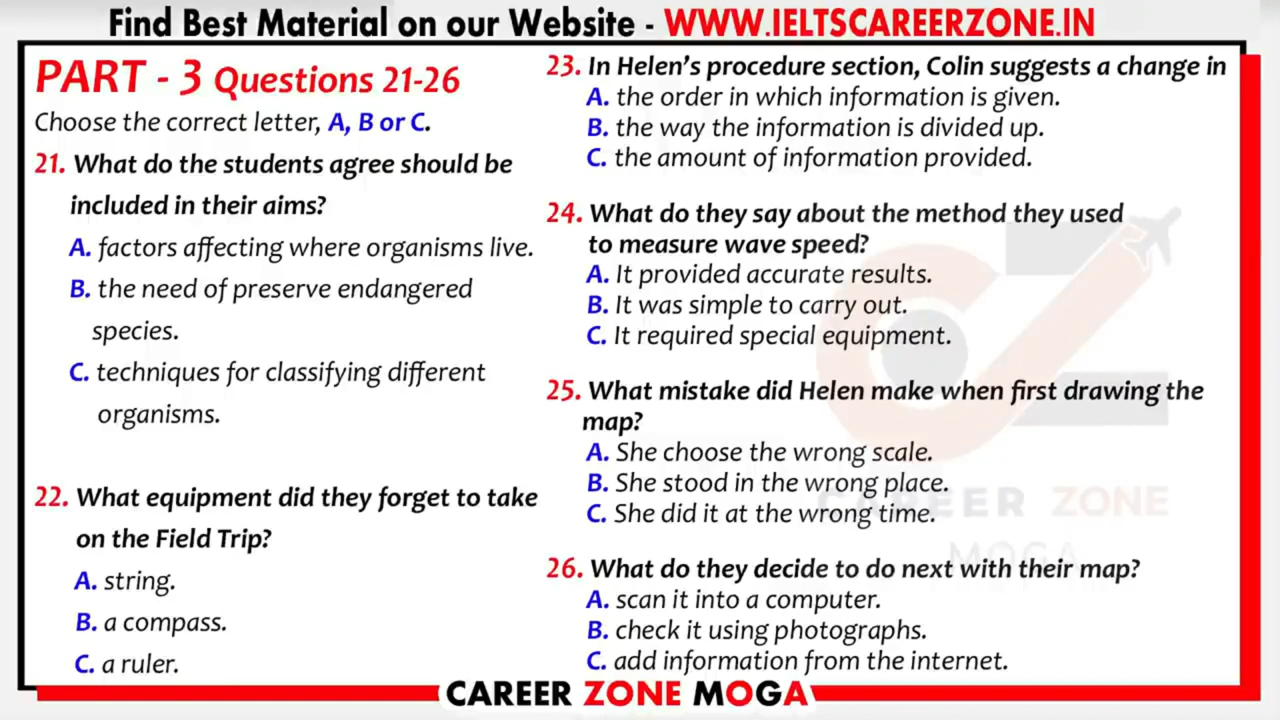 Find Best Material on our Website - WWW.IELTSCAREERZONE.IN
PART - 3 Questions 21-26
Choose the correct letter, A, B or C.
21. What do the students agree should be
included in their aims?
A. factors affecting where organisms live.
B. the need of preserve endangered
species.
C. techniques for classifying different
organisms.
22. What equipment did they forget to take
on the Field Trip?
A. string.
B. a compass.
C. a ruler.
23. In Helen's procedure section, Colin suggests a change in
A. the order in which information is given.
B. the way the information is divided up.
C. the amount of information provided.
24. What do they say about the method they used
to measure wave speed?
A. It provided accurate results.
B. It was simple to carry out.
C. It required special equipment.
25. What mistake did Helen make when first drawing the
map?
A. She choose the wrong scale.
B. She stood in the wrong place.
C. She did it at the wrong time.
26. What do they decide to do next with their map?
A. scan it into a computer.
B. check it using photographs.
C. add information from the internet.
CAREER ZONE
MOGA
CAREER ZONE MOGA